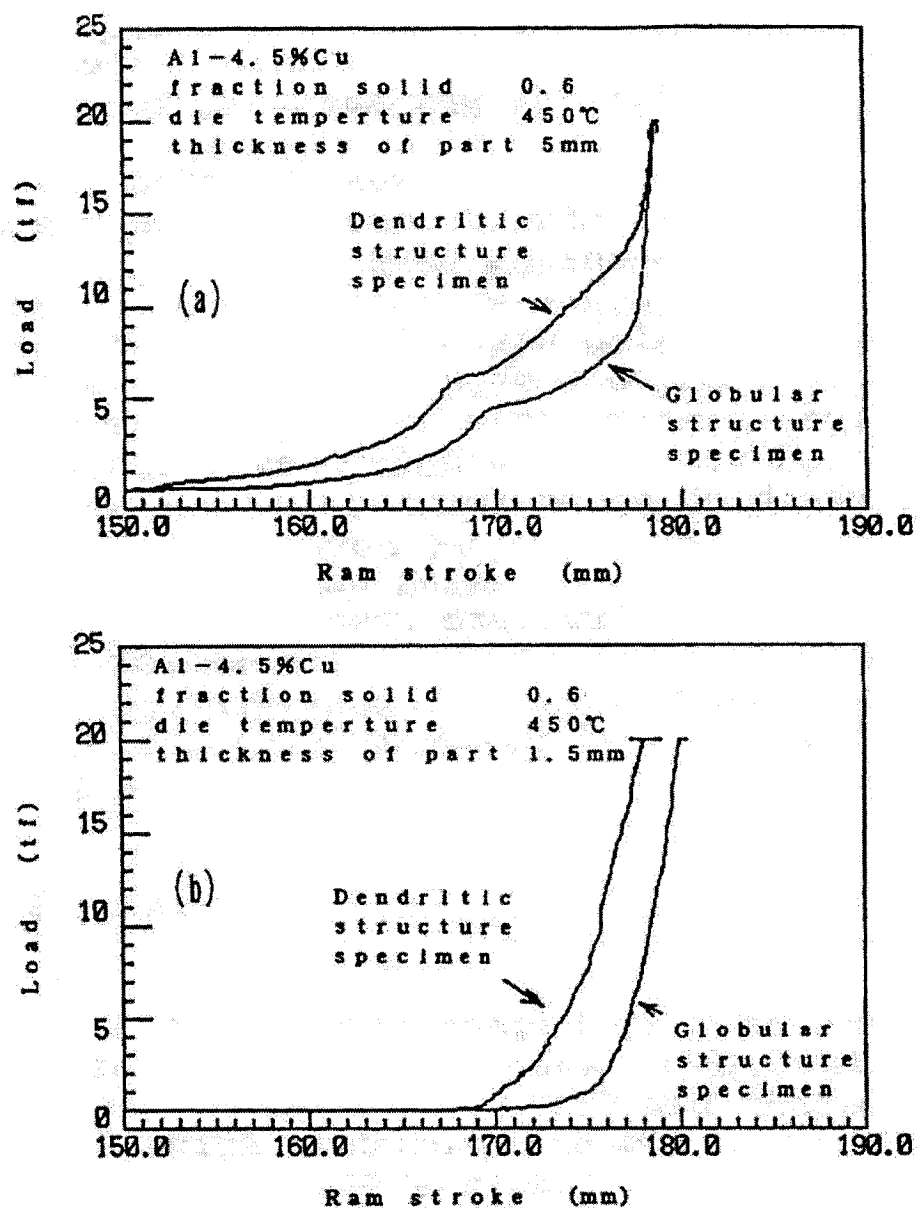 25
20
15
10
5
0
Load (tf)
Al-4.5%Cu
fraction solid 0.6
die temperture 450℃
thickness of part 5mm
Dendritic
structure
specimen
(a)
Globular
structure
specimen
150.0 160.0 170.0 180.0 190.0
Ram stroke (mm)
25
20
15
10
5
0
Load (tf)
Al-4.5%Cu
fraction solid 0.6
die temperture 450℃
thickness of part 1.5mm
(b)
Dendritic
structure
specimen
Globular
structure
specimen
150.0 160.0 170.0 180.0 190.0
Ram stroke (mm)